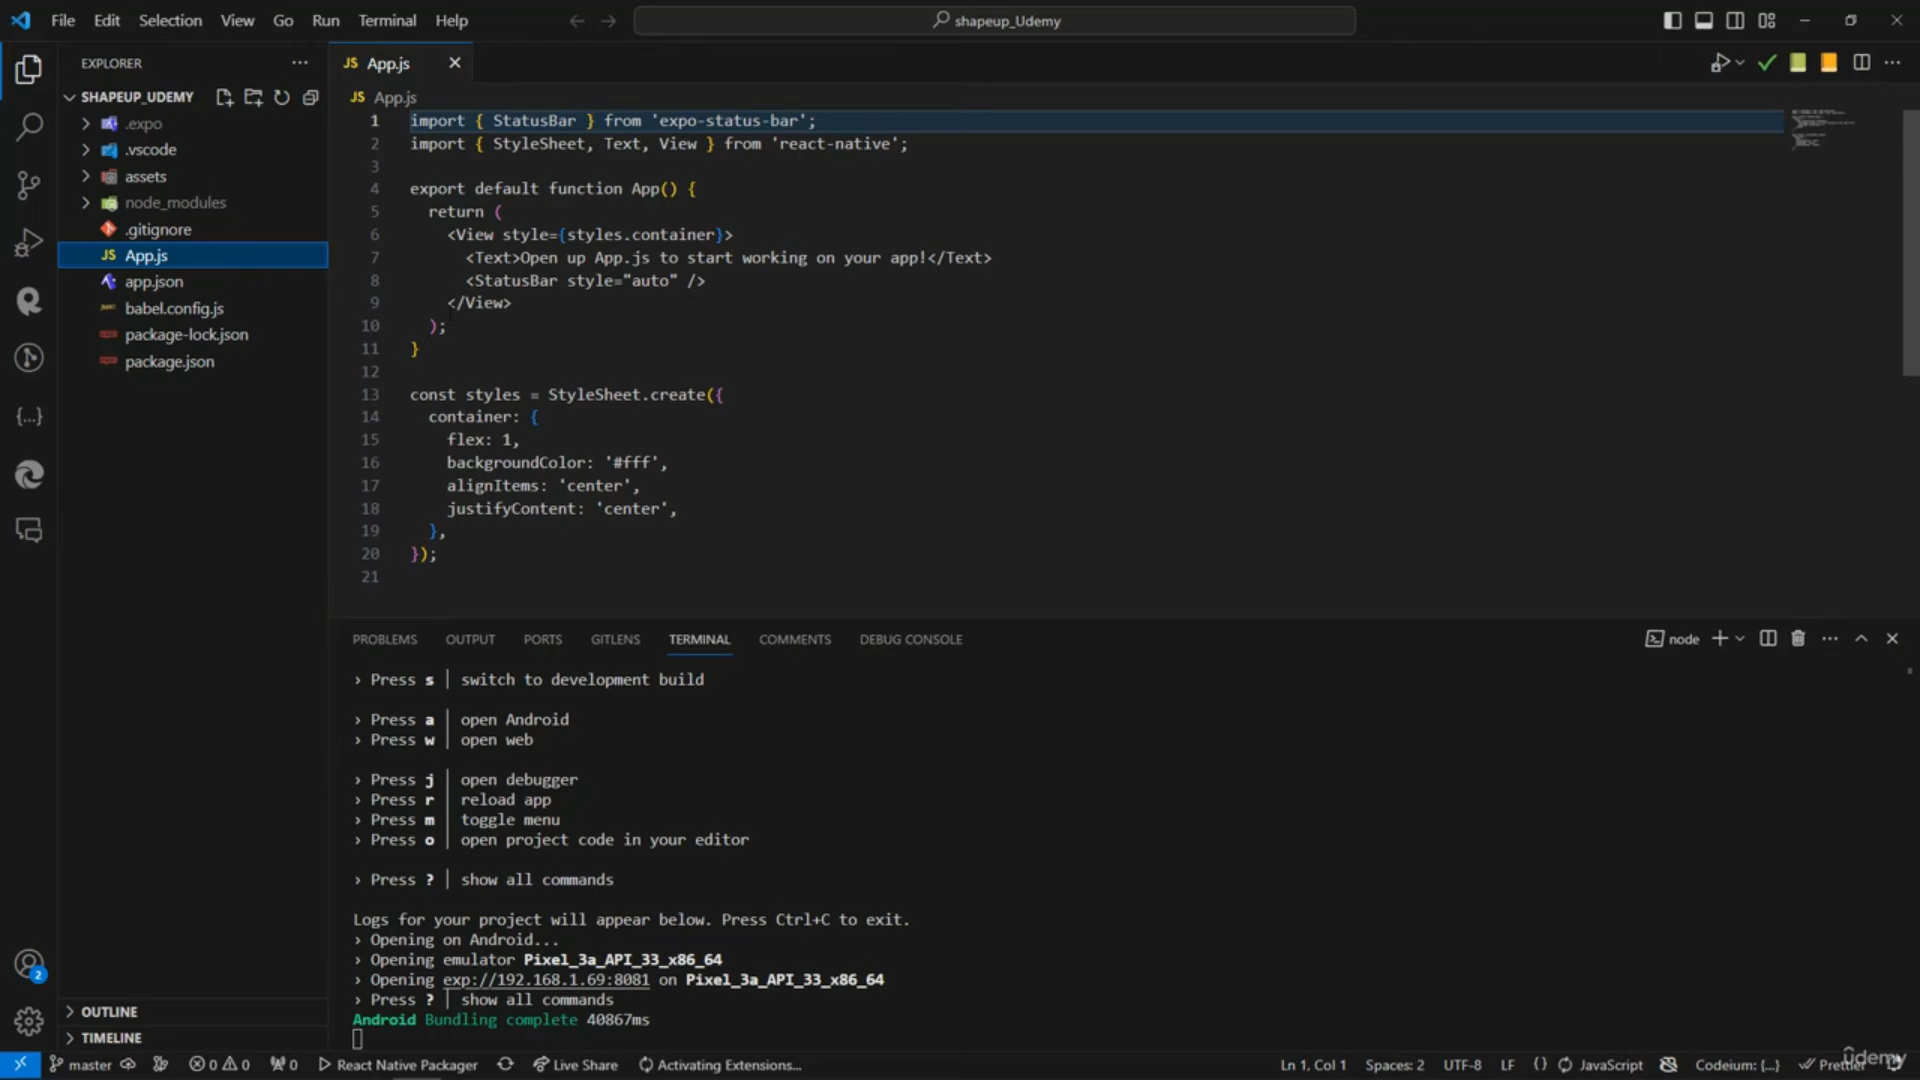 File Edit Selection View Go Run Terminal Help
shapeup_Udemy
EXPLORER
SHAPEUP_UDEMY
.expo
.vscode
assets
node_modules
.gitignore
JS App.js
app.json
babel.config.js
package-lock.json
package.json
OUTLINE
TIMELINE
2
JS App.js
JS App.js
1 import { StatusBar } from 'expo-status-bar';
2 import { StyleSheet, Text, View } from 'react-native';
3
4 export default function App() {
5 return (
6 <View style={styles.container}>
7 <Text>Open up App.js to start working on your app!</Text>
8 <StatusBar style="auto" />
9 </View>
10 );
11 }
12
13 const styles = StyleSheet.create({
14 container: {
15 flex: 1,
16 backgroundColor: '#fff',
17 alignItems: 'center',
18 justifyContent: 'center',
19 },
20 });
21
PROBLEMS OUTPUT PORTS GITLENS TERMINAL COMMENTS DEBUG CONSOLE
node
› Press s | switch to development build
› Press a | open Android
› Press w | open web
› Press j | open debugger
› Press r | reload app
› Press m | toggle menu
› Press o | open project code in your editor
› Press ? | show all commands
Logs for your project will appear below. Press Ctrl+C to exit.
› Opening on Android...
› Opening emulator Pixel_3a_API_33_x86_64
› Opening exp://192.168.1.69:8081 on Pixel_3a_API_33_x86_64
› Press ? | show all commands
Android Bundling complete 40867ms
master 0 0 0 React Native Packager Live Share Activating Extensions... Ln 1, Col 1 Spaces: 2 UTF-8 LF {} JavaScript Codeium: {...} Prettier
udemy